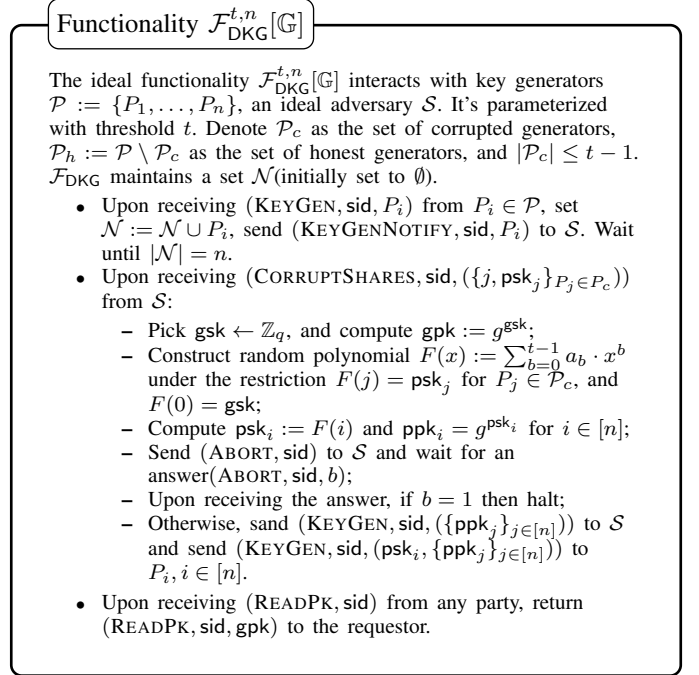 Functionality $\mathcal{F}_{\mathsf{DKG}}^{t,n}[\mathbb{G}]$
The ideal functionality $\mathcal{F}_{\mathsf{DKG}}^{t,n}[\mathbb{G}]$ interacts with key generators
$\mathcal{P} := \{P_1, \ldots, P_n\}$, an ideal adversary $\mathcal{S}$. It's parameterized
with threshold $t$. Denote $\mathcal{P}_c$ as the set of corrupted generators,
$\mathcal{P}_h := \mathcal{P} \setminus \mathcal{P}_c$ as the set of honest generators, and $|\mathcal{P}_c| \leq t - 1$.
$\mathcal{F}_{\mathsf{DKG}}$ maintains a set $\mathcal{N}$(initially set to $\emptyset$).
• Upon receiving (KEYGEN, sid, $P_i$) from $P_i \in \mathcal{P}$, set
$\mathcal{N} := \mathcal{N} \cup P_i$, send (KEYGENNOTIFY, sid, $P_i$) to $\mathcal{S}$. Wait
until $|\mathcal{N}| = n$.
• Upon receiving (CORRUPTSHARES, sid, $(\{j, \mathsf{psk}_j\}_{P_j \in P_c})$)
from $\mathcal{S}$:
– Pick $\mathsf{gsk} \leftarrow \mathbb{Z}_q$, and compute $\mathsf{gpk} := g^{\mathsf{gsk}}$;
– Construct random polynomial $F(x) := \sum_{b=0}^{t-1} a_b \cdot x^b$
under the restriction $F(j) = \mathsf{psk}_j$ for $P_j \in \mathcal{P}_c$, and
$F(0) = \mathsf{gsk}$;
– Compute $\mathsf{psk}_i := F(i)$ and $\mathsf{ppk}_i = g^{\mathsf{psk}_i}$ for $i \in [n]$;
– Send (ABORT, sid) to $\mathcal{S}$ and wait for an
answer(ABORT, sid, $b$);
– Upon receiving the answer, if $b = 1$ then halt;
– Otherwise, sand (KEYGEN, sid, $(\{\mathsf{ppk}_j\}_{j \in [n]})$) to $\mathcal{S}$
and send (KEYGEN, sid, $(\mathsf{psk}_i, \{\mathsf{ppk}_j\}_{j \in [n]})$) to
$P_i, i \in [n]$.
• Upon receiving (READPK, sid) from any party, return
(READPK, sid, gpk) to the requestor.